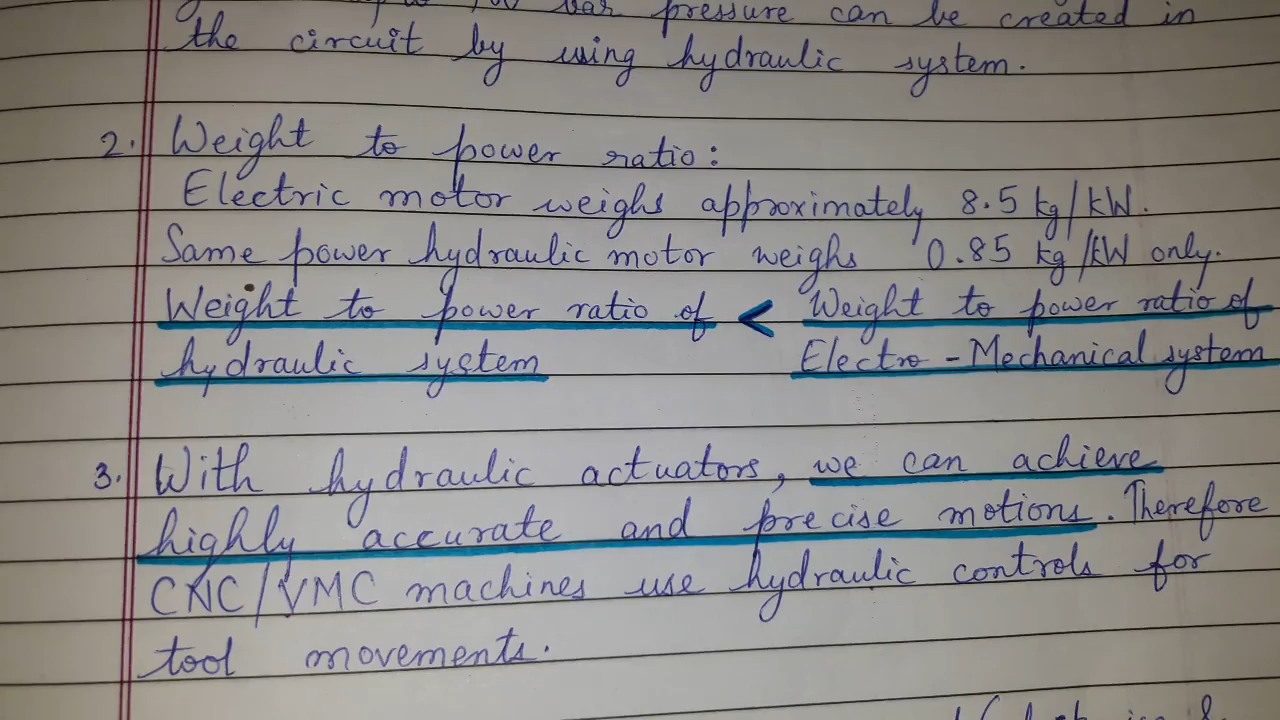 bar pressure can be created in
the circuit by using hydraulic system.
2. Weight to power ratio:
Electric motor weighs approximately 8.5 kg/kW.
Same power hydraulic motor weighs 0.85 kg/kW only.
Weight to power ratio of < Weight to power ratio of
hydraulic system Electro-Mechanical system
3. With hydraulic actuators, we can achieve
highly accurate and precise motions. Therefore
CNC/VMC machines use hydraulic controls for
tool movements.